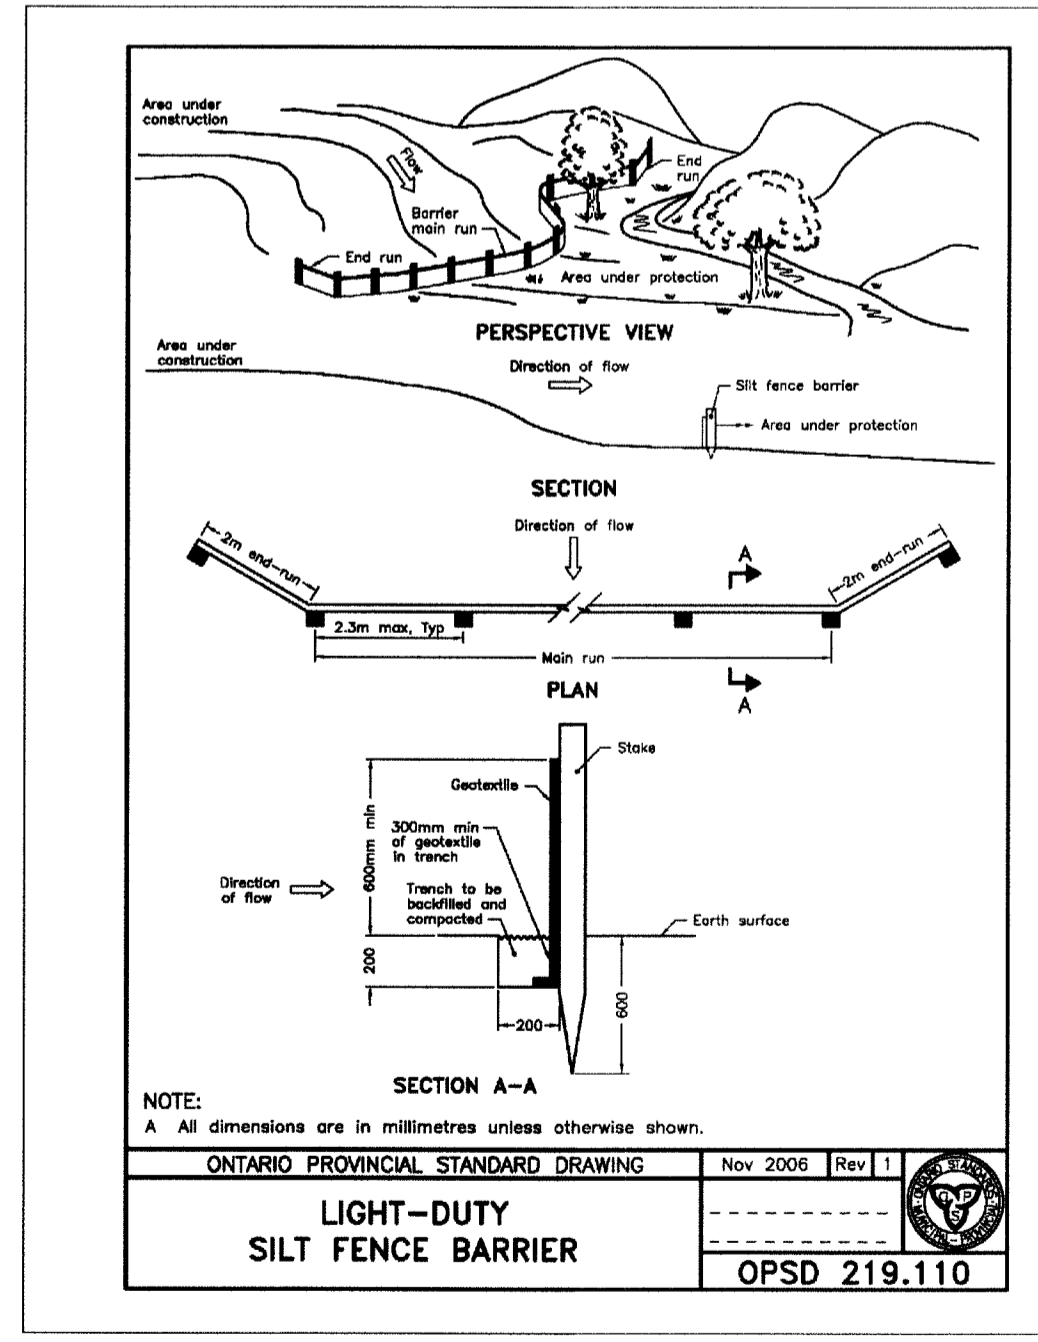 Area under
construction
Flow
End
run
Barrier
main run
End run
Area under protection
PERSPECTIVE VIEW
Area under
construction
Direction of flow
Silt fence barrier
Area under protection
SECTION
Direction of flow
2m end-run
A
2m end-run
2.3m max, Typ
Main run
PLAN
A
Stake
Geotextile
600mm min
300mm min
of geotextile
in trench
Direction
of flow
Trench to be
backfilled and
compacted
Earth surface
200
600
200
SECTION A-A
NOTE:
A All dimensions are in millimetres unless otherwise shown.
ONTARIO PROVINCIAL STANDARD DRAWING
Nov 2006
Rev
1
ONTARIO STANDARDS
MUNICIPAL - PROVINCIAL
O P
S
LIGHT-DUTY
SILT FENCE BARRIER
OPSD 219.110